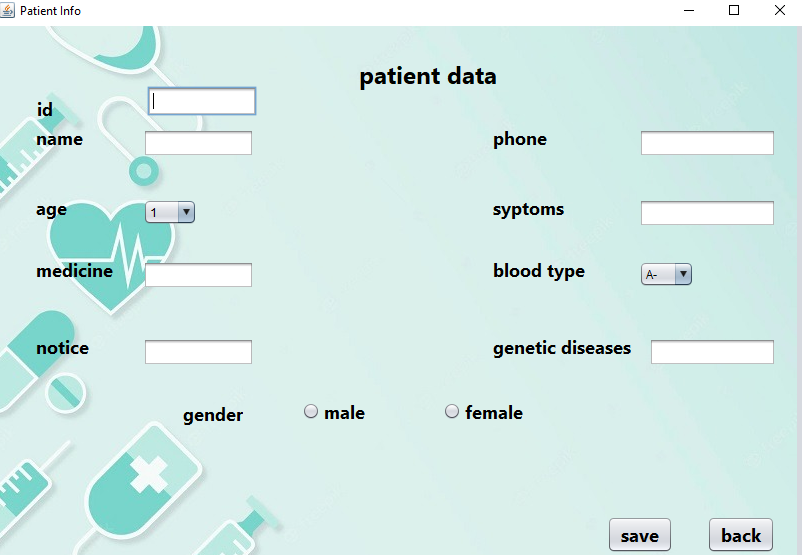 Patient Info
patient data
id
name
phone
age 1
syptoms
medicine
blood type A-
notice
genetic diseases
gender male female
save back